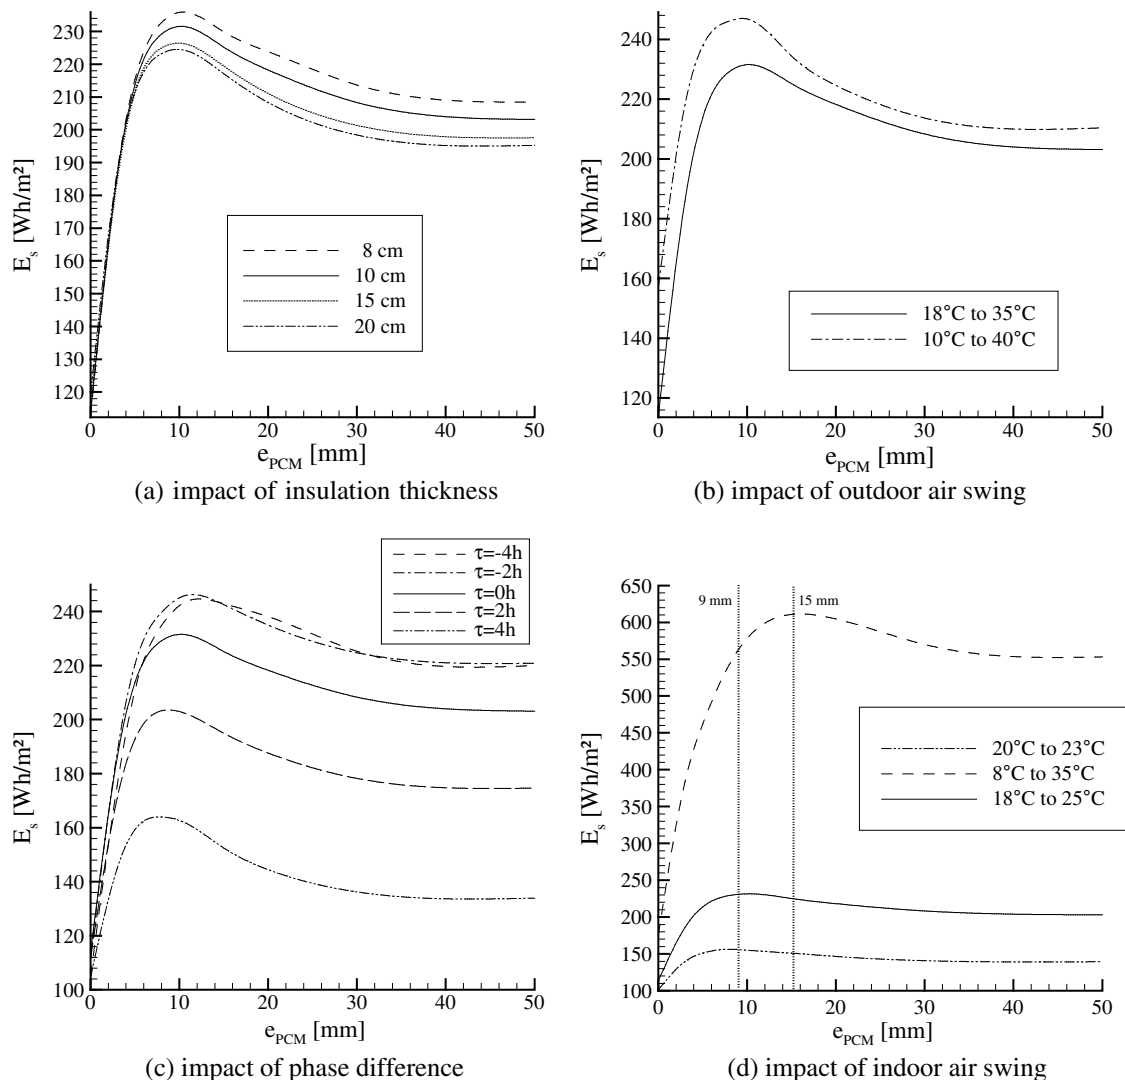 230
220
210
200
190
180
170
160
150
140
130
120
E_s [Wh/m²]
8 cm
10 cm
15 cm
20 cm
0 10 20 30 40 50
e_PCM [mm]
(a) impact of insulation thickness
240
220
200
180
160
140
120
E_s [Wh/m²]
18°C to 35°C
10°C to 40°C
0 10 20 30 40 50
e_PCM [mm]
(b) impact of outdoor air swing
τ=-4h
τ=-2h
τ=0h
τ=2h
τ=4h
240
220
200
180
160
140
120
100
E_s [Wh/m²]
0 10 20 30 40 50
e_PCM [mm]
(c) impact of phase difference
650
600
550
500
450
400
350
300
250
200
150
100
E_s [Wh/m²]
9 mm
15 mm
20°C to 23°C
8°C to 35°C
18°C to 25°C
0 10 20 30 40 50
e_PCM [mm]
(d) impact of indoor air swing